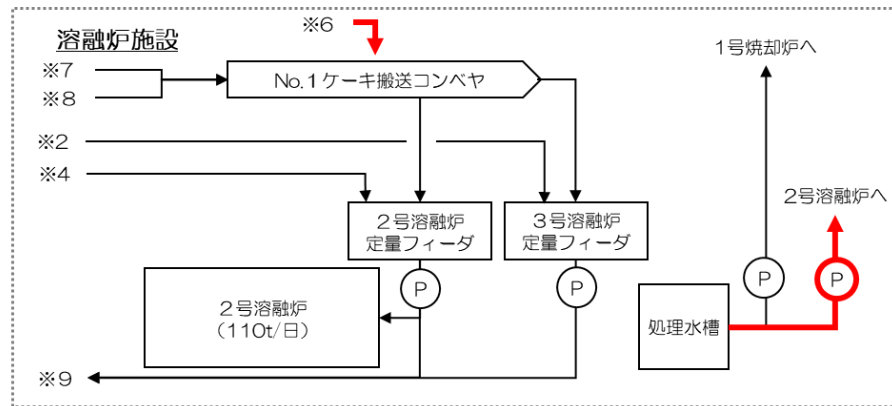 溶融炉施設
※6
1号焼却炉へ
※7
No.1ケーキ搬送コンベヤ
※8
※2
※4
2号溶融炉へ
2号溶融炉
定量フィーダ
3号溶融炉
定量フィーダ
P
P
P
P
2号溶融炉
(110t/日)
処理水槽
※9